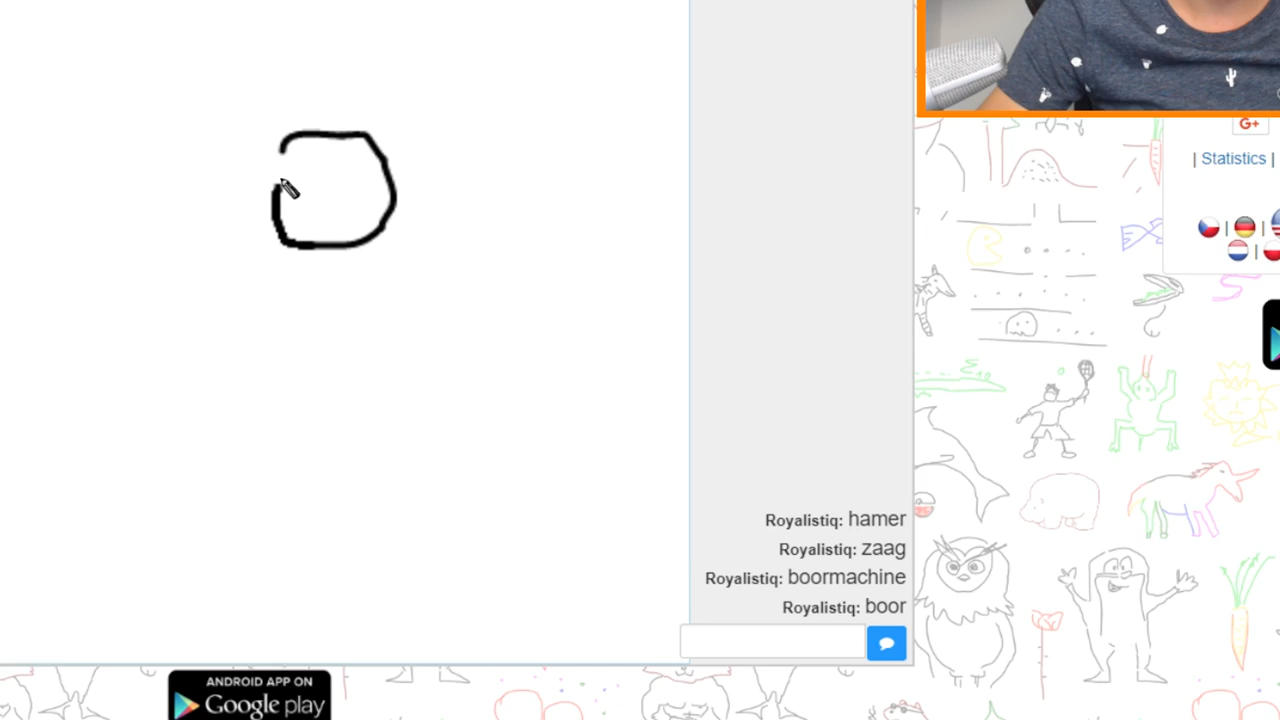 G+
| Statistics |
|
|
|
Royalistiq: hamer
Royalistiq: zaag
Royalistiq: boormachine
Royalistiq: boor
ANDROID APP ON
Google play